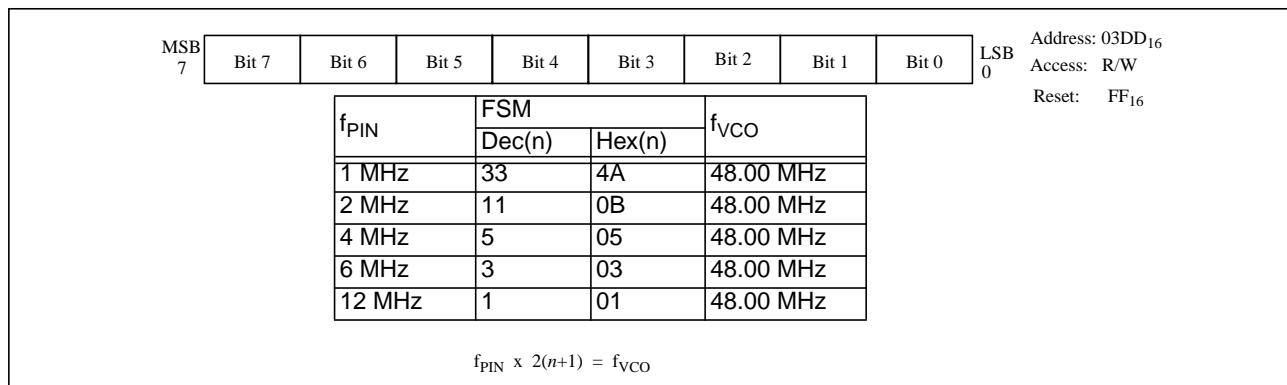 MSB
7
Bit 7 Bit 6 Bit 5 Bit 4 Bit 3 Bit 2 Bit 1 Bit 0
LSB
0
Address: 03DD16
Access: R/W
Reset: FF16
fPIN FSM fVCO
Dec(n) Hex(n)
1 MHz 33 4A 48.00 MHz
2 MHz 11 0B 48.00 MHz
4 MHz 5 05 48.00 MHz
6 MHz 3 03 48.00 MHz
12 MHz 1 01 48.00 MHz
fPIN x 2(n+1) = fVCO